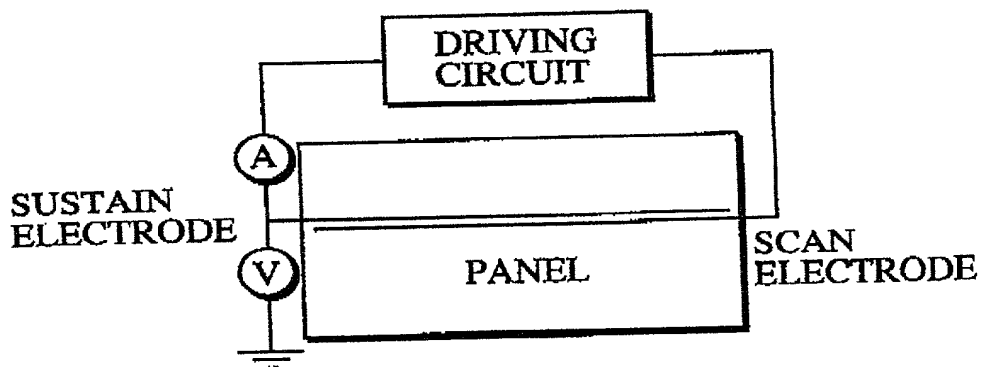 DRIVING
CIRCUIT
A
SUSTAIN
ELECTRODE
V
PANEL
SCAN
ELECTRODE